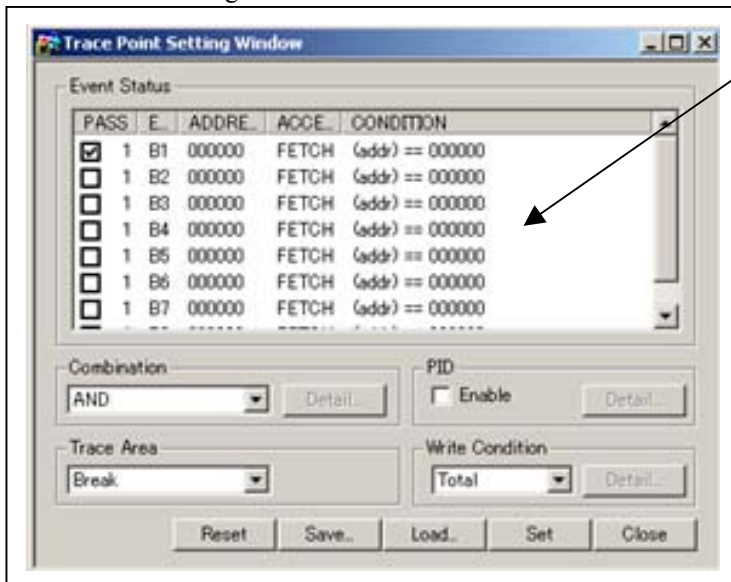 Trace Point Setting Window
Event Status
PASS E... ADDRE... ACCE... CONDITION
1 B1 000000 FETCH (addr) == 000000
1 B2 000000 FETCH (addr) == 000000
1 B3 000000 FETCH (addr) == 000000
1 B4 000000 FETCH (addr) == 000000
1 B5 000000 FETCH (addr) == 000000
1 B6 000000 FETCH (addr) == 000000
1 B7 000000 FETCH (addr) == 000000
Combination PID
AND Detail... Enable Detail...
Trace Area Write Condition
Break Total Detail...
Reset Save... Load... Set Close